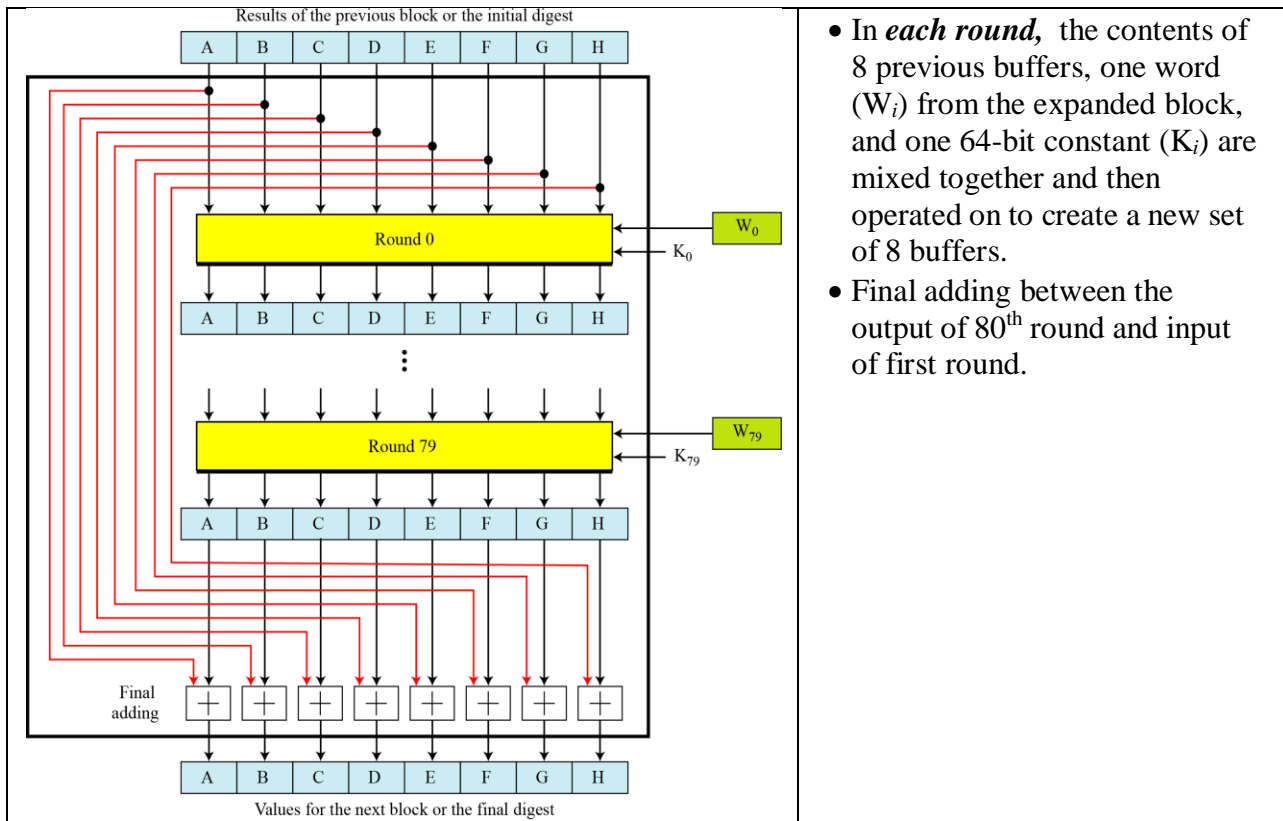 Results of the previous block or the initial digest
A B C D E F G H
Round 0
W₀
K₀
A B C D E F G H
Round 79
W₇₉
K₇₉
A B C D E F G H
Final
adding
+ + + + + + + +
A B C D E F G H
Values for the next block or the final digest
• In each round, the contents of
8 previous buffers, one word
(Wᵢ) from the expanded block,
and one 64-bit constant (Kᵢ) are
mixed together and then
operated on to create a new set
of 8 buffers.
• Final adding between the
output of 80th round and input
of first round.